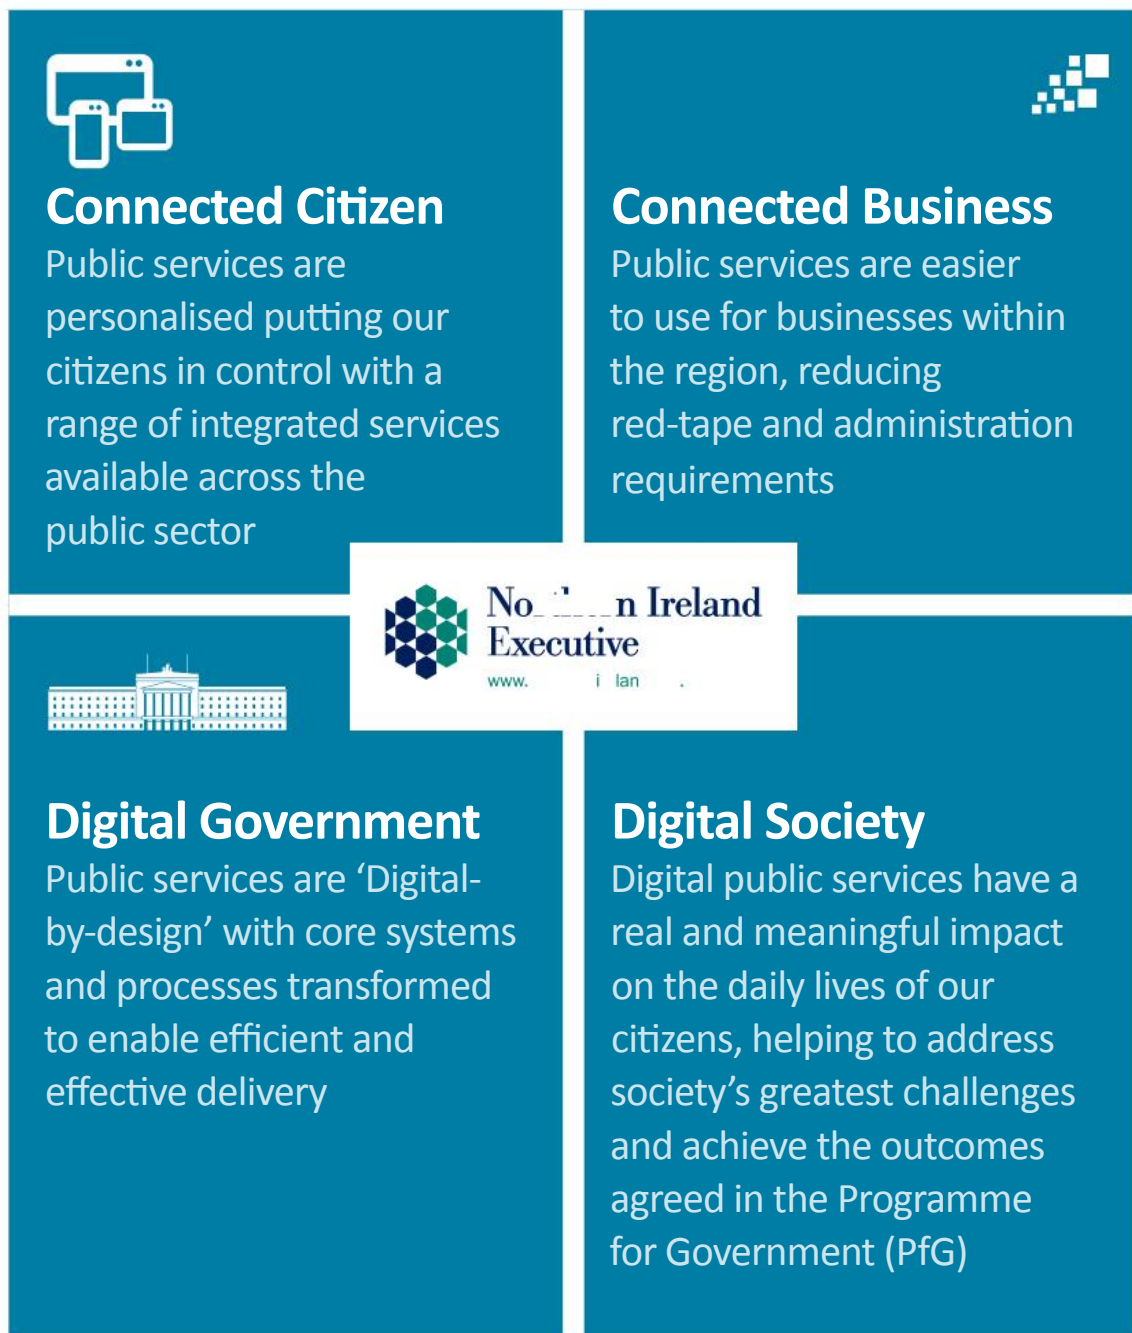 Connected Citizen
Public services are
personalised putting our
citizens in control with a
range of integrated services
available across the
public sector
Connected Business
Public services are easier
to use for businesses within
the region, reducing
red-tape and administration
requirements
Ireland
Executive
www.
Digital Government
Public services are ‘Digital-
by-design’ with core systems
and processes transformed
to enable efficient and
effective delivery
Digital Society
Digital public services have a
real and meaningful impact
on the daily lives of our
citizens, helping to address
society’s greatest challenges
and achieve the outcomes
agreed in the Programme
for Government (PfG)